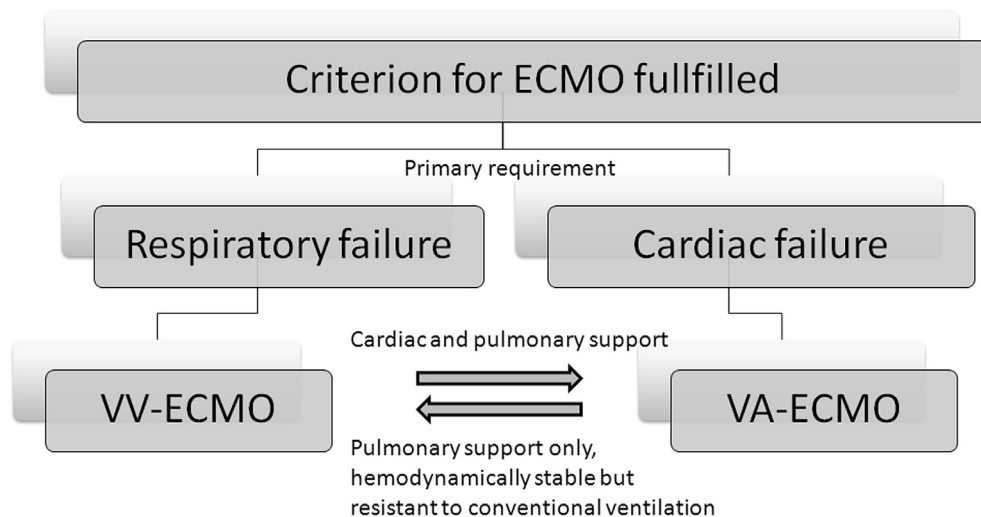 Criterion for ECMO fullfilled
Primary requirement
Respiratory failure
Cardiac failure
Cardiac and pulmonary support
VV-ECMO
VA-ECMO
Pulmonary support only,
hemodynamically stable but
resistant to conventional ventilation